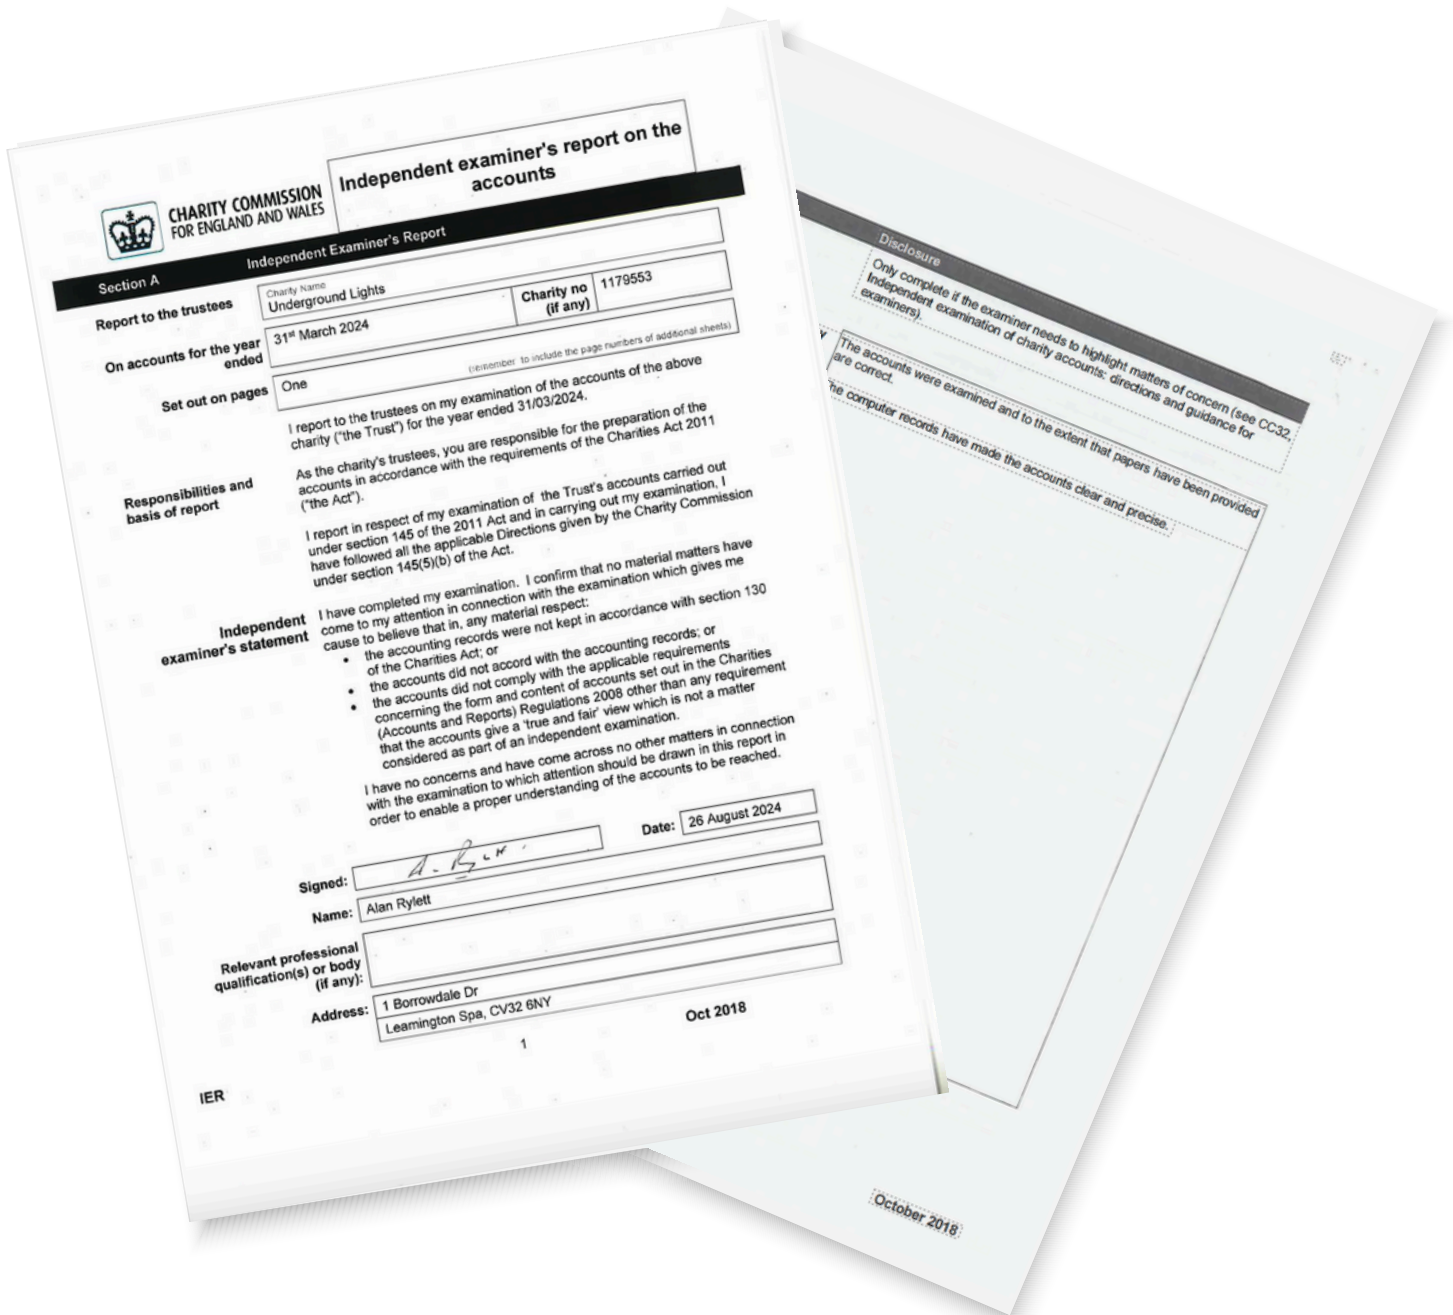 CHARITY COMMISSION
FOR ENGLAND AND WALES
Independent examiner's report on the
accounts
Section A
Independent Examiner's Report
Report to the trustees
Charity Name
Underground Lights
On accounts for the year
ended
31st March 2024
Charity no
(if any)
1179553
Set out on pages
One
(remember to include the page numbers of additional sheets)
I report to the trustees on my examination of the accounts of the above
charity (“the Trust”) for the year ended 31/03/2024.
Responsibilities and
basis of report
As the charity's trustees, you are responsible for the preparation of the
accounts in accordance with the requirements of the Charities Act 2011
(“the Act”).
I report in respect of my examination of the Trust's accounts carried out
under section 145 of the 2011 Act and in carrying out my examination, I
have followed all the applicable Directions given by the Charity Commission
under section 145(5)(b) of the Act.
Independent
examiner's statement
I have completed my examination. I confirm that no material matters have
come to my attention in connection with the examination which gives me
cause to believe that in, any material respect:
• the accounting records were not kept in accordance with section 130
of the Charities Act; or
• the accounts did not accord with the accounting records; or
• the accounts did not comply with the applicable requirements
concerning the form and content of accounts set out in the Charities
(Accounts and Reports) Regulations 2008 other than any requirement
that the accounts give a ‘true and fair’ view which is not a matter
considered as part of an independent examination.
I have no concerns and have come across no other matters in connection
with the examination to which attention should be drawn in this report in
order to enable a proper understanding of the accounts to be reached.
Signed:
A. Rylett
Date:
26 August 2024
Name:
Alan Rylett
Relevant professional
qualification(s) or body
(if any):
Address:
1 Borrowdale Dr
Leamington Spa, CV32 6NY
IER
1
Oct 2018
Disclosure
Only complete if the examiner needs to highlight matters of concern (see CC32,
Independent examination of charity accounts: directions and guidance for
examiners).
The accounts were examined and to the extent that papers have been provided
are correct.
he computer records have made the accounts clear and precise.
October 2018